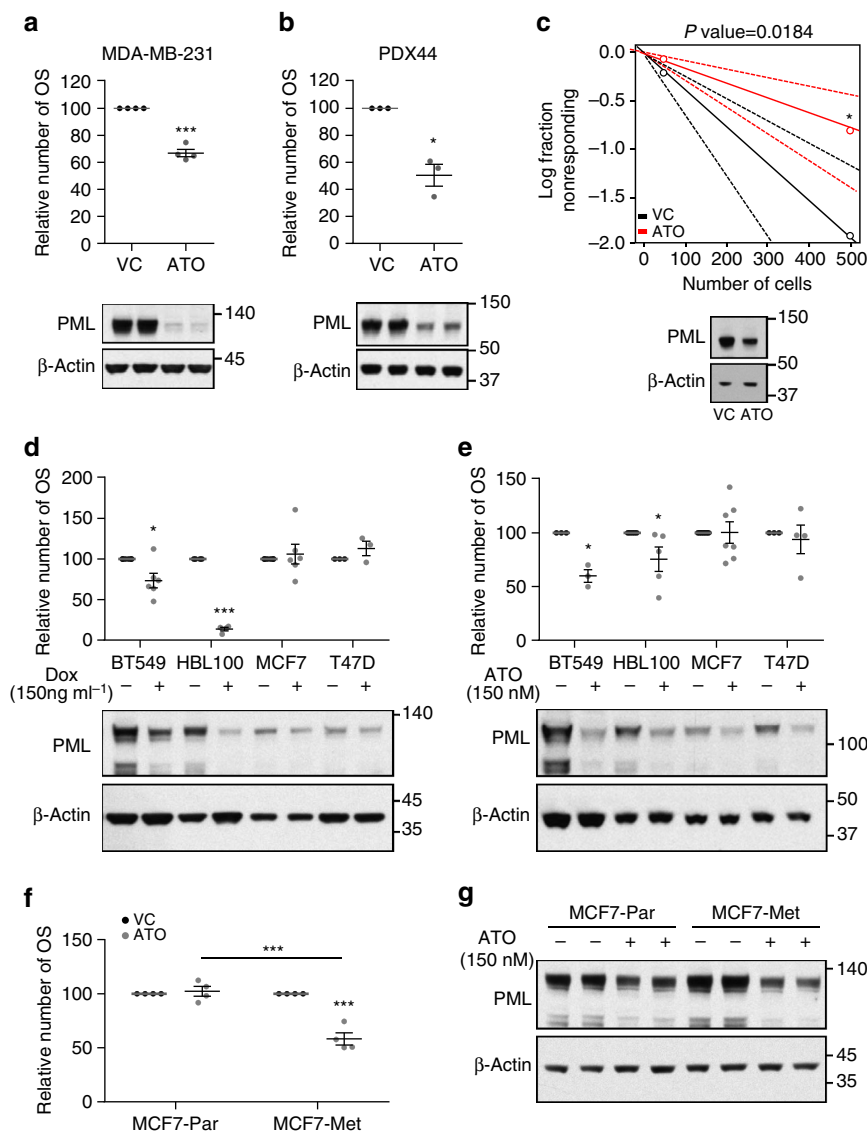 a
MDA-MB-231
Relative number of OS
120
100
80
60
40
20
0
***
VC ATO
PML
140
β-Actin
45
b
PDX44
Relative number of OS
120
100
80
60
40
20
0
*
VC ATO
PML
150
β-Actin
50
37
c
P value=0.0184
Log fraction
nonresponding
0.0
−0.5
−1.0
−1.5
−2.0
*
VC
ATO
0 100 200 300 400 500
Number of cells
PML
150
β-Actin
50
37
VC ATO
d
Relative number of OS
200
150
100
50
0
* ***
BT549 HBL100 MCF7 T47D
Dox
(150ng ml⁻¹)
− + − + − + − +
PML
140
β-Actin
45
35
e
Relative number of OS
150
100
50
0
* *
BT549 HBL100 MCF7 T47D
ATO
(150 nM)
− + − + − + − +
PML
100
β-Actin
50
37
f
VC
ATO
Relative number of OS
150
100
50
0
***
***
MCF7-Par MCF7-Met
g
MCF7-Par MCF7-Met
ATO
(150 nM)
− − + + − − + +
PML
140
β-Actin
45
35